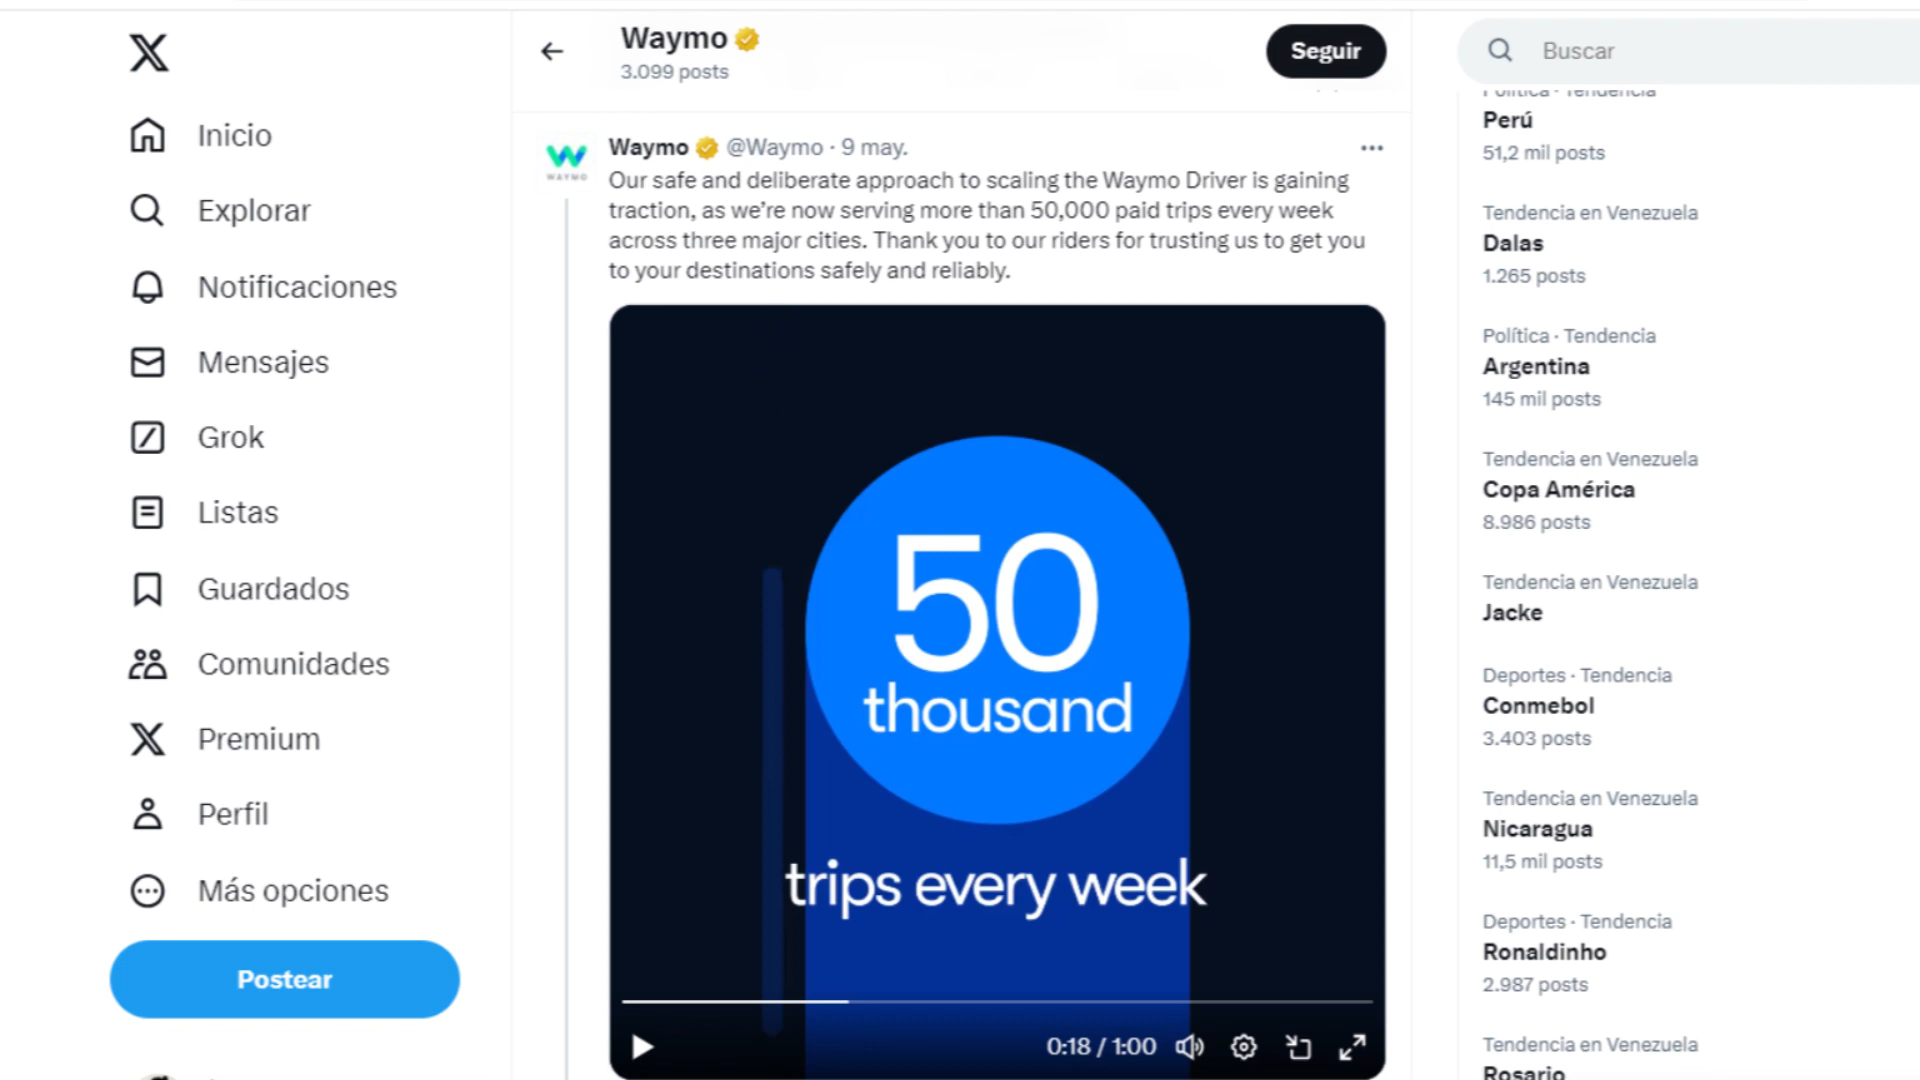 Inicio
Explorar
Notificaciones
Mensajes
Grok
Listas
Guardados
Comunidades
Premium
Perfil
Más opciones
Postear
Waymo
3.099 posts
Seguir
WAYMO
Waymo @Waymo · 9 may.
Our safe and deliberate approach to scaling the Waymo Driver is gaining
traction, as we’re now serving more than 50,000 paid trips every week
across three major cities. Thank you to our riders for trusting us to get you
to your destinations safely and reliably.
50
thousand
trips every week
0:18 / 1:00
Buscar
Política · Tendencia
Perú
51,2 mil posts
Tendencia en Venezuela
Dalas
1.265 posts
Política · Tendencia
Argentina
145 mil posts
Tendencia en Venezuela
Copa América
8.986 posts
Tendencia en Venezuela
Jacke
Deportes · Tendencia
Conmebol
3.403 posts
Tendencia en Venezuela
Nicaragua
11,5 mil posts
Deportes · Tendencia
Ronaldinho
2.987 posts
Tendencia en Venezuela
Rosario